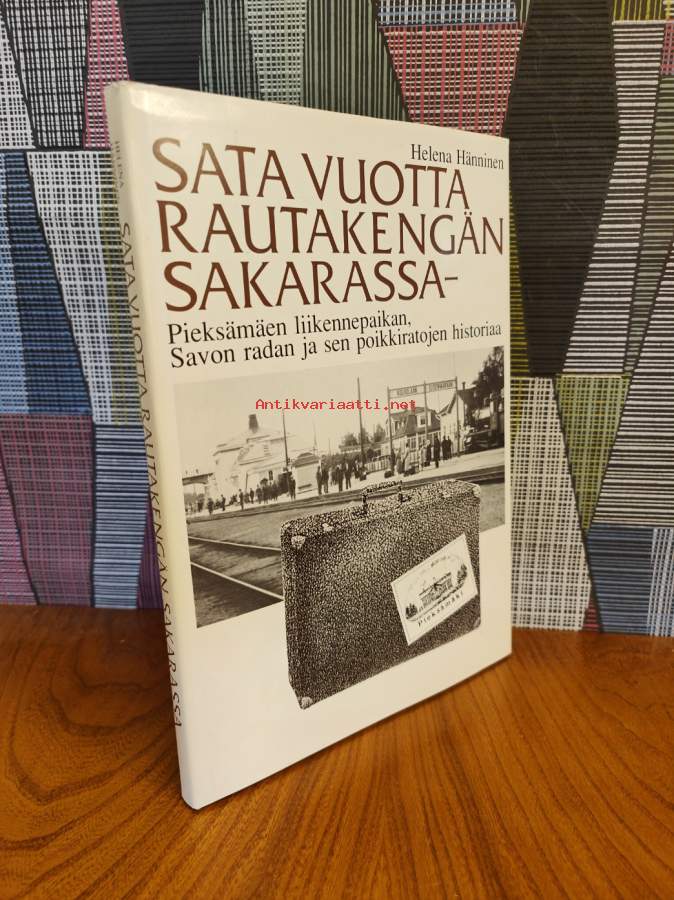 Helena Hänninen
SATA VUOTTA
RAUTAKENGÄN
SAKARASSA–
Pieksämäen liikennepaikan,
Savon radan ja sen poikkiratojen historiaa
Antikvariaatti.net
Pieksämäki
SATA VUOTTA RAUTAKENGÄN SAKARASSA